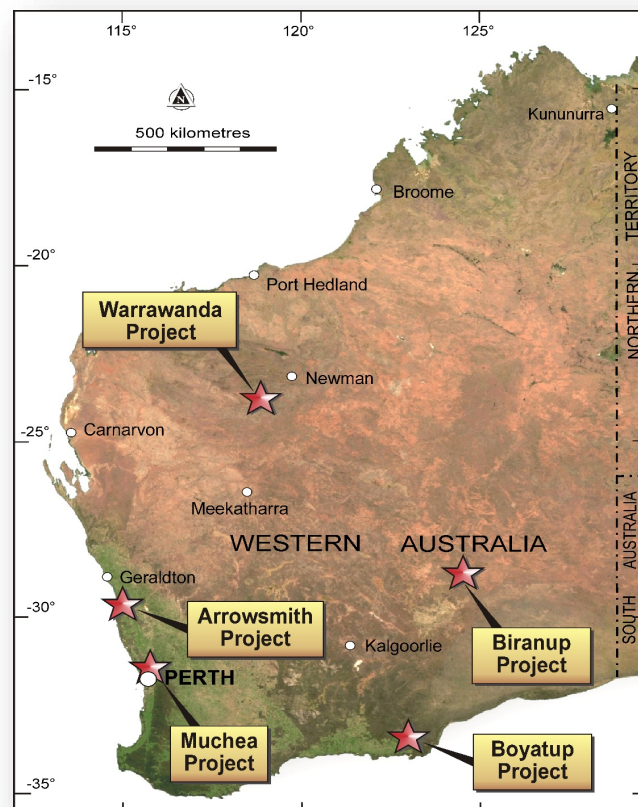 115°
120°
125°
-15°
N
Kununurra
500 kilometres
Broome
NORTHERN TERRITORY
-20°
Port Hedland
Warrawanda
Project
Newman
-25°
Carnarvon
Meekatharra
WESTERN AUSTRALIA
SOUTH AUSTRALIA
Geraldton
Arrowsmith
Project
-30°
Kalgoorlie
Biranup
Project
PERTH
Muchea
Project
Boyatup
Project
-35°